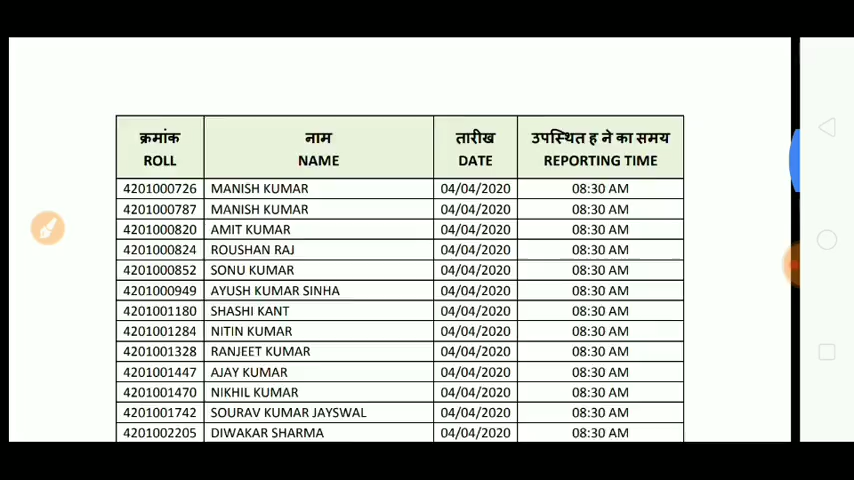 क्रमांक नाम तारीख उपस्थित ह ने का समय
ROLL NAME DATE REPORTING TIME
4201000726 MANISH KUMAR 04/04/2020 08:30 AM
4201000787 MANISH KUMAR 04/04/2020 08:30 AM
4201000820 AMIT KUMAR 04/04/2020 08:30 AM
4201000824 ROUSHAN RAJ 04/04/2020 08:30 AM
4201000852 SONU KUMAR 04/04/2020 08:30 AM
4201000949 AYUSH KUMAR SINHA 04/04/2020 08:30 AM
4201001180 SHASHI KANT 04/04/2020 08:30 AM
4201001284 NITIN KUMAR 04/04/2020 08:30 AM
4201001328 RANJEET KUMAR 04/04/2020 08:30 AM
4201001447 AJAY KUMAR 04/04/2020 08:30 AM
4201001470 NIKHIL KUMAR 04/04/2020 08:30 AM
4201001742 SOURAV KUMAR JAYSWAL 04/04/2020 08:30 AM
4201002205 DIWAKAR SHARMA 04/04/2020 08:30 AM